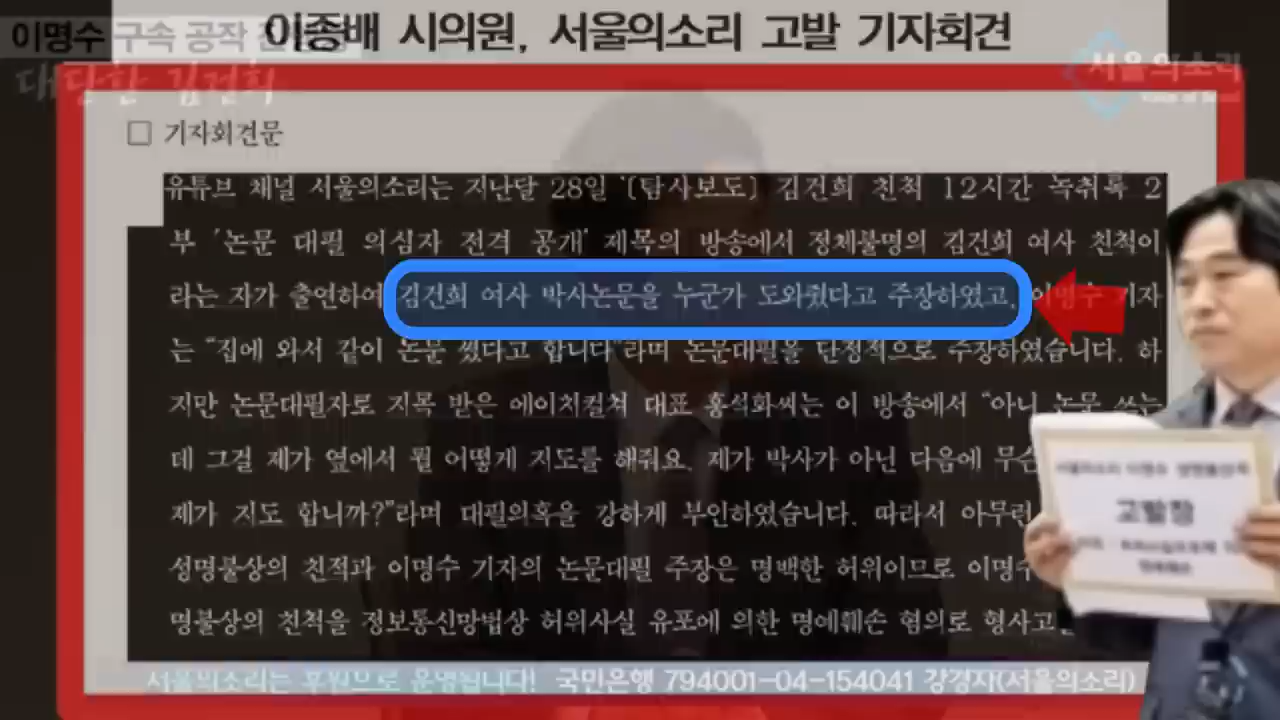 이명수 구속 공작
이종배 시의원, 서울의소리 고발 기자회견
대단한 김건희
서울의소리
□ 기자회견문
유튜브 채널 서울의소리는 지난달 28일 '[탐사보도] 김건희 친척 12시간 녹취록 2
부 '논문 대필 의심자 전격 공개' 제목의 방송에서 정체불명의 김건희 여사 친척이
라는 자가 출연하여 김건희 여사 박사논문을 누군가 도와줬다고 주장하였고, 이명수 기자
는 "집에 와서 같이 논문 썼다고 합니다"라며 논문대필을 단정적으로 주장하였습니다. 하
지만 논문대필자로 지목 받은 에이치컬쳐 대표 홍석화씨는 이 방송에서 "아니 논문 쓰는
데 그걸 제가 옆에서 뭘 어떻게 지도를 해줘요. 제가 박사가 아닌 다음에 무슨
제가 지도 합니까?"라며 대필의혹을 강하게 부인하였습니다. 따라서 아무런
성명불상의 친적과 이명수 기자의 논문대필 주장은 명백한 허위이므로 이명수
명불상의 친척을 정보통신망법상 허위사실 유포에 의한 명예훼손 혐의로 형사고
고발장
서울의소리는 후원으로 운영됩니다! 국민은행 794001-04-154041 강경자(서울의소리)